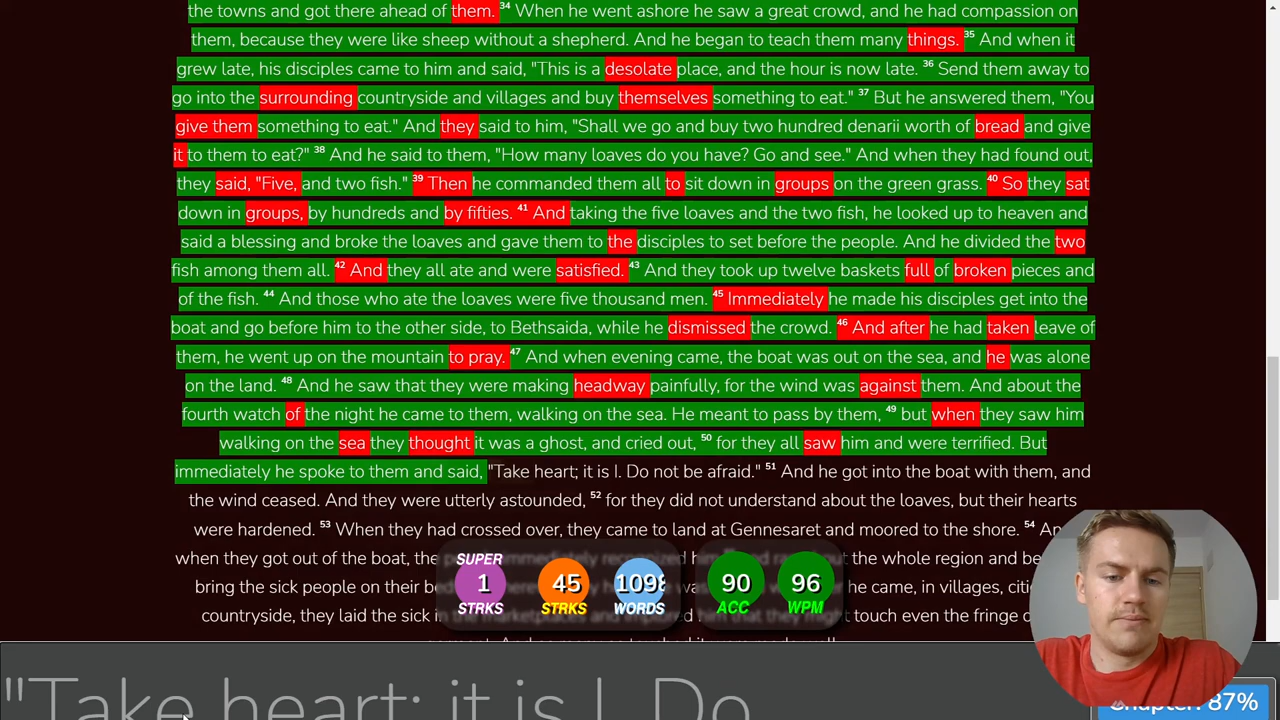 the towns and got there ahead of them. 34 When he went ashore he saw a great crowd, and he had compassion on
them, because they were like sheep without a shepherd. And he began to teach them many things. 35 And when it
grew late, his disciples came to him and said, "This is a desolate place, and the hour is now late. 36 Send them away to
go into the surrounding countryside and villages and buy themselves something to eat." 37 But he answered them, "You
give them something to eat." And they said to him, "Shall we go and buy two hundred denarii worth of bread and give
it to them to eat?" 38 And he said to them, "How many loaves do you have? Go and see." And when they had found out,
they said, "Five, and two fish." 39 Then he commanded them all to sit down in groups on the green grass. 40 So they sat
down in groups, by hundreds and by fifties. 41 And taking the five loaves and the two fish, he looked up to heaven and
said a blessing and broke the loaves and gave them to the disciples to set before the people. And he divided the two
fish among them all. 42 And they all ate and were satisfied. 43 And they took up twelve baskets full of broken pieces and
of the fish. 44 And those who ate the loaves were five thousand men. 45 Immediately he made his disciples get into the
boat and go before him to the other side, to Bethsaida, while he dismissed the crowd. 46 And after he had taken leave of
them, he went up on the mountain to pray. 47 And when evening came, the boat was out on the sea, and he was alone
on the land. 48 And he saw that they were making headway painfully, for the wind was against them. And about the
fourth watch of the night he came to them, walking on the sea. He meant to pass by them, 49 but when they saw him
walking on the sea they thought it was a ghost, and cried out, 50 for they all saw him and were terrified. But
immediately he spoke to them and said, "Take heart; it is I. Do not be afraid." 51 And he got into the boat with them, and
the wind ceased. And they were utterly astounded, 52 for they did not understand about the loaves, but their hearts
were hardened. 53 When they had crossed over, they came to land at Gennesaret and moored to the shore. 54
when they got out of the boat, the immediately recognized the whole region and
bring the sick people on their he came, in villages,
countryside, they laid the sick in might touch even the fringe
SUPER
1 45 1098 90 96
STRKS STRKS WORDS ACC WPM
"Take heart; it is I. Do
Chapter: 87%